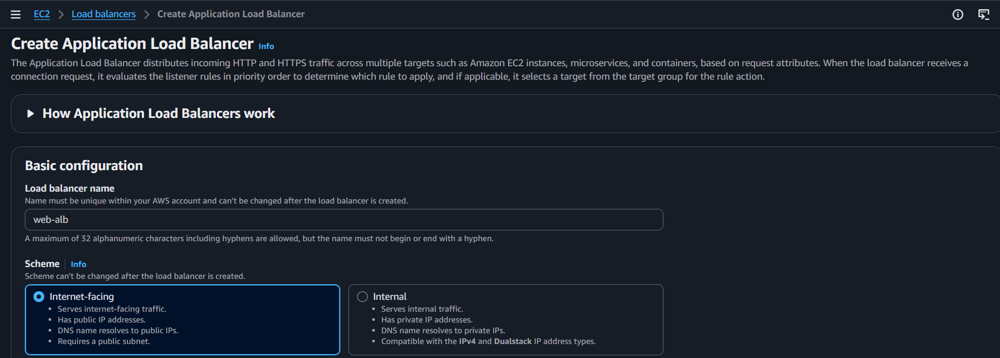 EC2 > Load balancers > Create Application Load Balancer
Create Application Load Balancer Info
The Application Load Balancer distributes incoming HTTP and HTTPS traffic across multiple targets such as Amazon EC2 instances, microservices, and containers, based on request attributes. When the load balancer receives a
connection request, it evaluates the listener rules in priority order to determine which rule to apply, and if applicable, it selects a target from the target group for the rule action.
How Application Load Balancers work
Basic configuration
Load balancer name
Name must be unique within your AWS account and can't be changed after the load balancer is created.
web-alb
A maximum of 32 alphanumeric characters including hyphens are allowed, but the name must not begin or end with a hyphen.
Scheme | Info
Scheme can't be changed after the load balancer is created.
Internet-facing
• Serves internet-facing traffic.
• Has public IP addresses.
• DNS name resolves to public IPs.
• Requires a public subnet.
Internal
• Serves internal traffic.
• Has private IP addresses.
• DNS name resolves to private IPs.
• Compatible with the IPv4 and Dualstack IP address types.